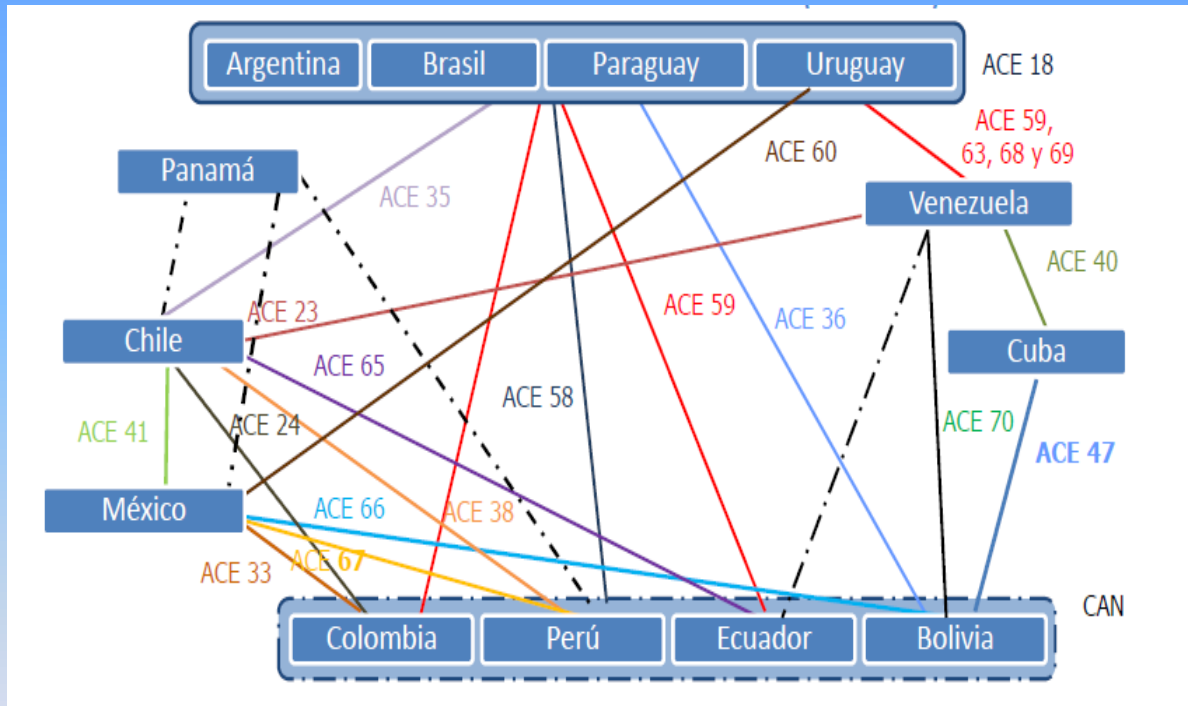 Argentina
Brasil
Paraguay
Uruguay
ACE 18
ACE 59,
63, 68 y 69
ACE 60
Panamá
ACE 35
Venezuela
ACE 40
ACE 23
ACE 59
ACE 36
Chile
Cuba
ACE 65
ACE 58
ACE 24
ACE 41
ACE 70
ACE 47
México
ACE 66
ACE 38
ACE 67
ACE 33
CAN
Colombia
Perú
Ecuador
Bolivia